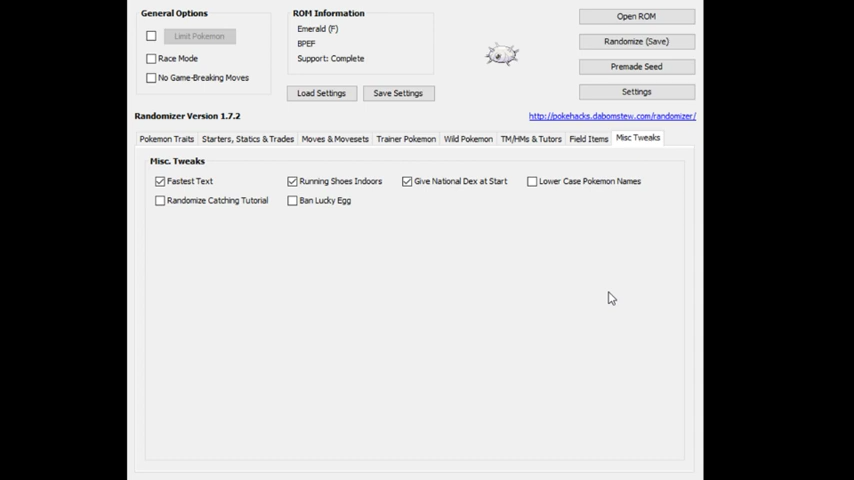 General Options
Limit Pokemon
Race Mode
No Game-Breaking Moves
ROM Information
Emerald (F)
BPEF
Support: Complete
Load Settings Save Settings
Open ROM
Randomize (Save)
Premade Seed
Settings
Randomizer Version 1.7.2
http://pokehacks.dabomstew.com/randomizer/
Pokemon Traits Starters, Statics & Trades Moves & Movesets Trainer Pokemon Wild Pokemon TM/HMs & Tutors Field Items Misc Tweaks
Misc. Tweaks
Fastest Text Running Shoes Indoors Give National Dex at Start Lower Case Pokemon Names
Randomize Catching Tutorial Ban Lucky Egg